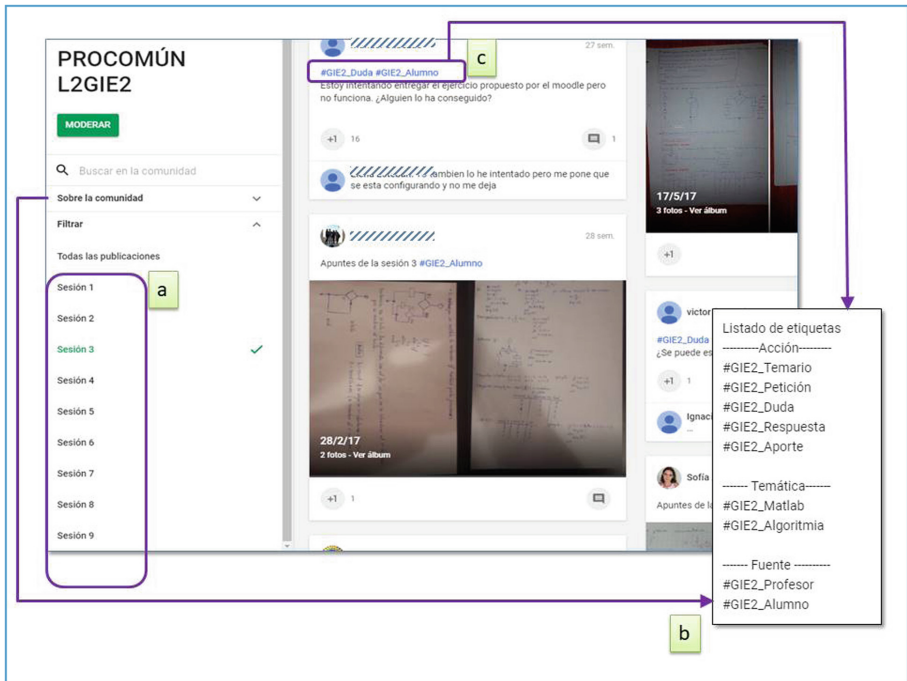 PROCOMÚN
L2GIE2
MODERAR
Buscar en la comunidad
Sobre la comunidad
Filtrar
Todas las publicaciones
Sesión 1
Sesión 2
Sesión 3
Sesión 4
Sesión 5
Sesión 6
Sesión 7
Sesión 8
Sesión 9
a
27 sem.
c
#GIE2_Duda #GIE2_Alumno
Estoy intentando entregar el ejercicio propuesto por el moodle pero
no funciona. ¿Alguien lo ha conseguido?
+1 16
1
tambien lo he intentado pero me pone que
se esta configurando y no me deja
28 sem.
Apuntes de la sesión 3 #GIE2_Alumno
28/2/17
2 fotos - Ver álbum
+1 1
17/5/17
3 fotos - Ver álbum
+1
victor
#GIE2_Duda
¿Se puede es
+1 1
Ignaci
...
Sofía
Apuntes de la
Listado de etiquetas
----------Acción---------
#GIE2_Temario
#GIE2_Petición
#GIE2_Duda
#GIE2_Respuesta
#GIE2_Aporte
------- Temática-------
#GIE2_Matlab
#GIE2_Algoritmia
------- Fuente ----------
#GIE2_Profesor
#GIE2_Alumno
b